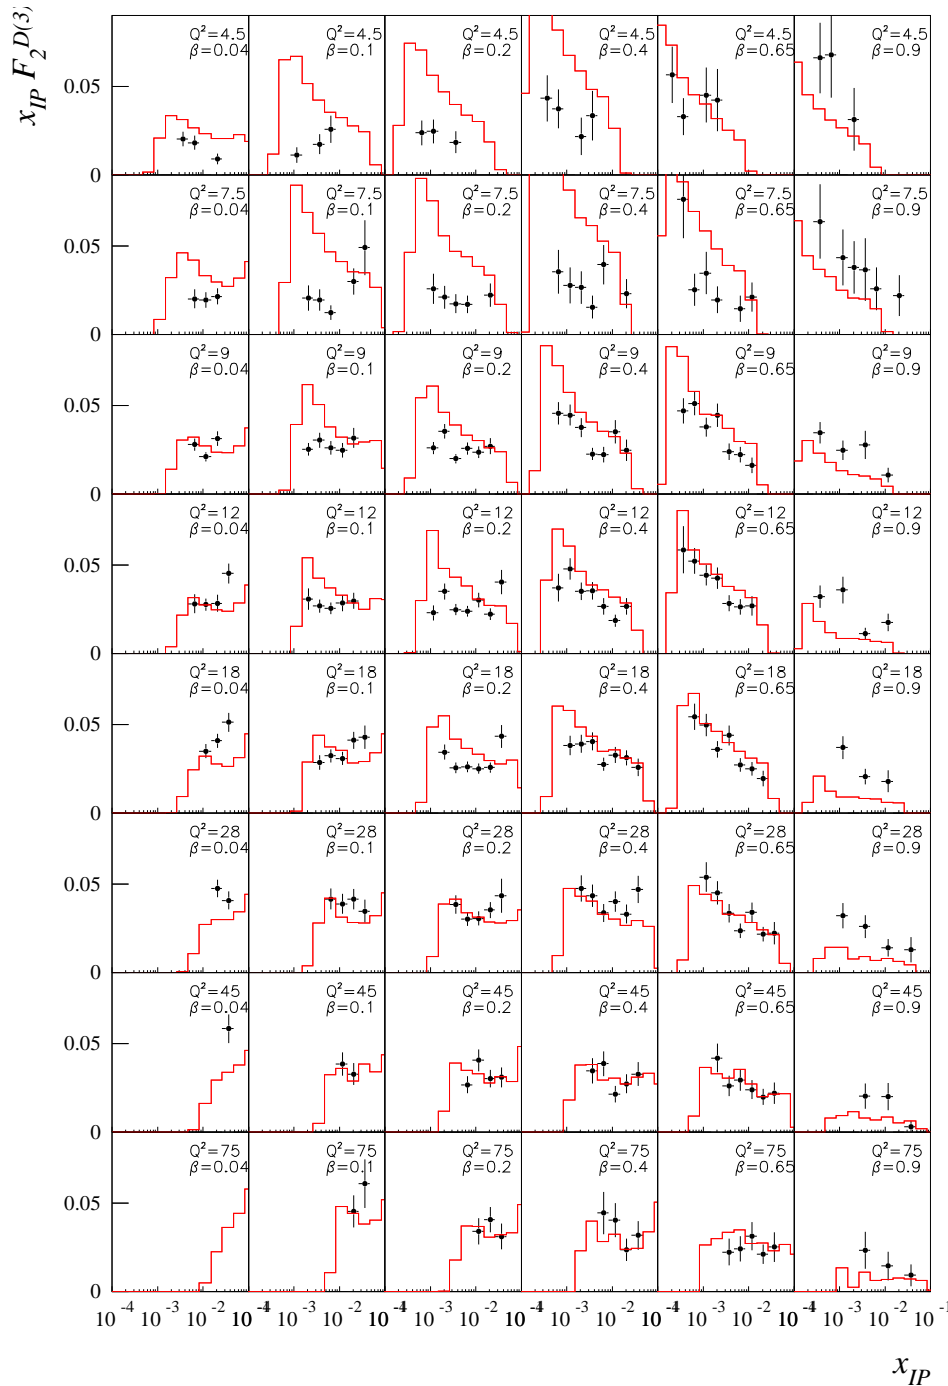 x_IP F_2^D(3)
Q²=4.5 Q²=4.5 Q²=4.5 Q²=4.5 Q²=4.5 Q²=4.5
β=0.04 β=0.1 β=0.2 β=0.4 β=0.65 β=0.9
0.05
0
Q²=7.5 Q²=7.5 Q²=7.5 Q²=7.5 Q²=7.5 Q²=7.5
β=0.04 β=0.1 β=0.2 β=0.4 β=0.65 β=0.9
0.05
0
Q²=9 Q²=9 Q²=9 Q²=9 Q²=9 Q²=9
β=0.04 β=0.1 β=0.2 β=0.4 β=0.65 β=0.9
0.05
0
Q²=12 Q²=12 Q²=12 Q²=12 Q²=12 Q²=12
β=0.04 β=0.1 β=0.2 β=0.4 β=0.65 β=0.9
0.05
0
Q²=18 Q²=18 Q²=18 Q²=18 Q²=18 Q²=18
β=0.04 β=0.1 β=0.2 β=0.4 β=0.65 β=0.9
0.05
0
Q²=28 Q²=28 Q²=28 Q²=28 Q²=28 Q²=28
β=0.04 β=0.1 β=0.2 β=0.4 β=0.65 β=0.9
0.05
0
Q²=45 Q²=45 Q²=45 Q²=45 Q²=45 Q²=45
β=0.04 β=0.1 β=0.2 β=0.4 β=0.65 β=0.9
0.05
0
Q²=75 Q²=75 Q²=75 Q²=75 Q²=75 Q²=75
β=0.04 β=0.1 β=0.2 β=0.4 β=0.65 β=0.9
0.05
0
10^-4 10^-3 10^-2 10^-4 10^-3 10^-2 10^-4 10^-3 10^-2 10^-4 10^-3 10^-2 10^-4 10^-3 10^-2 10^-4 10^-3 10^-2 10^-1
x_IP